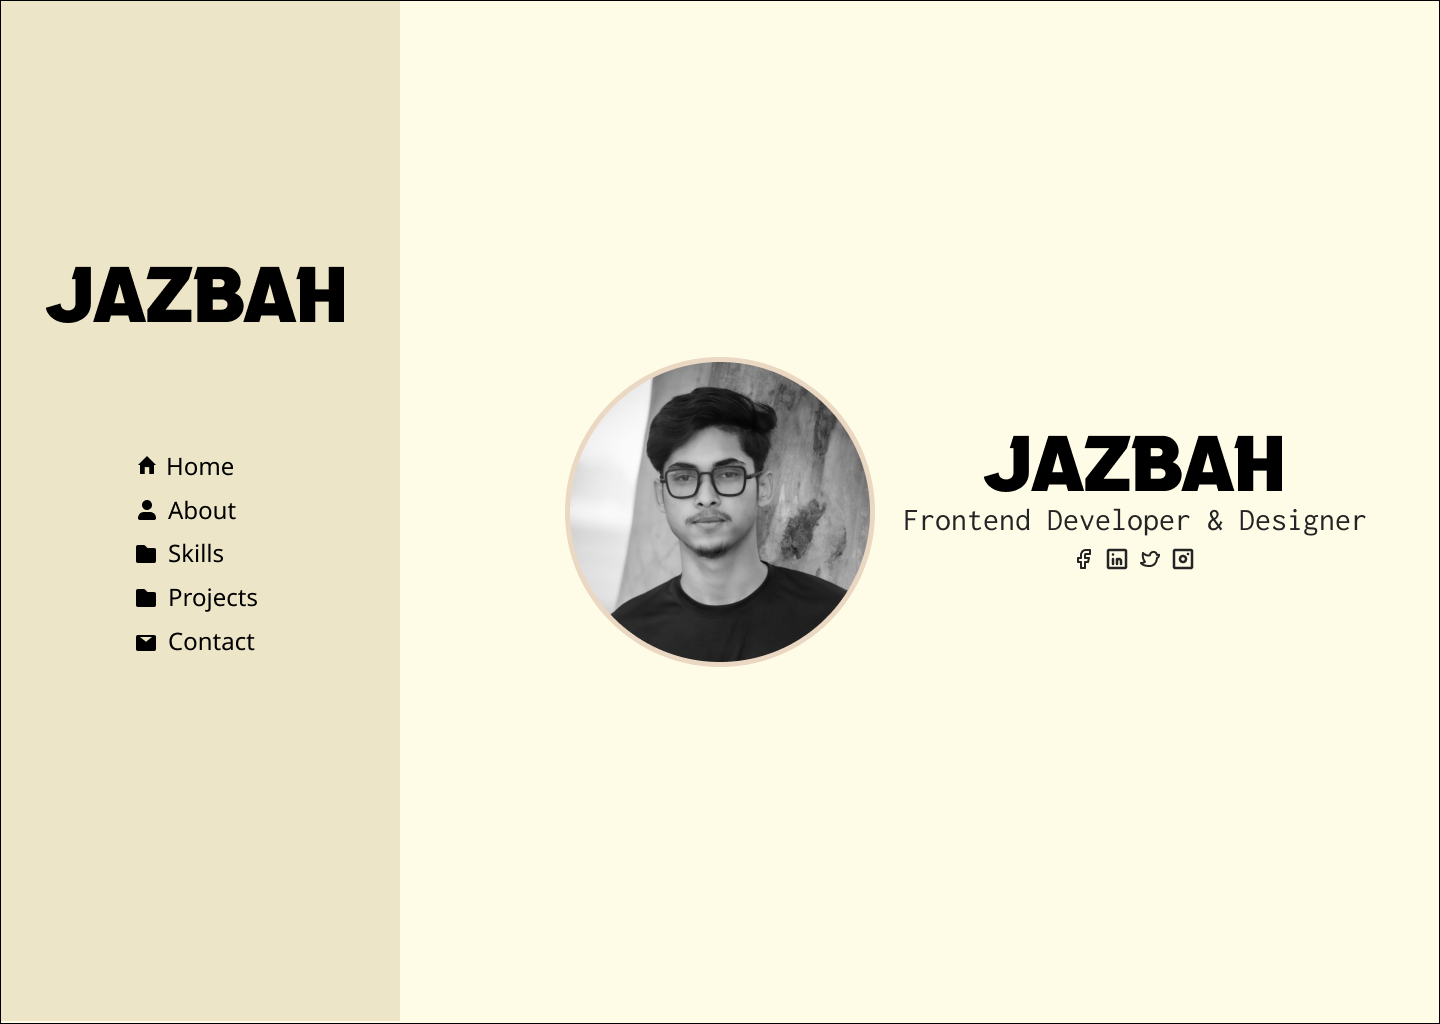 JAZBAH
Home
About
Skills
Projects
Contact
JAZBAH
Frontend Developer & Designer